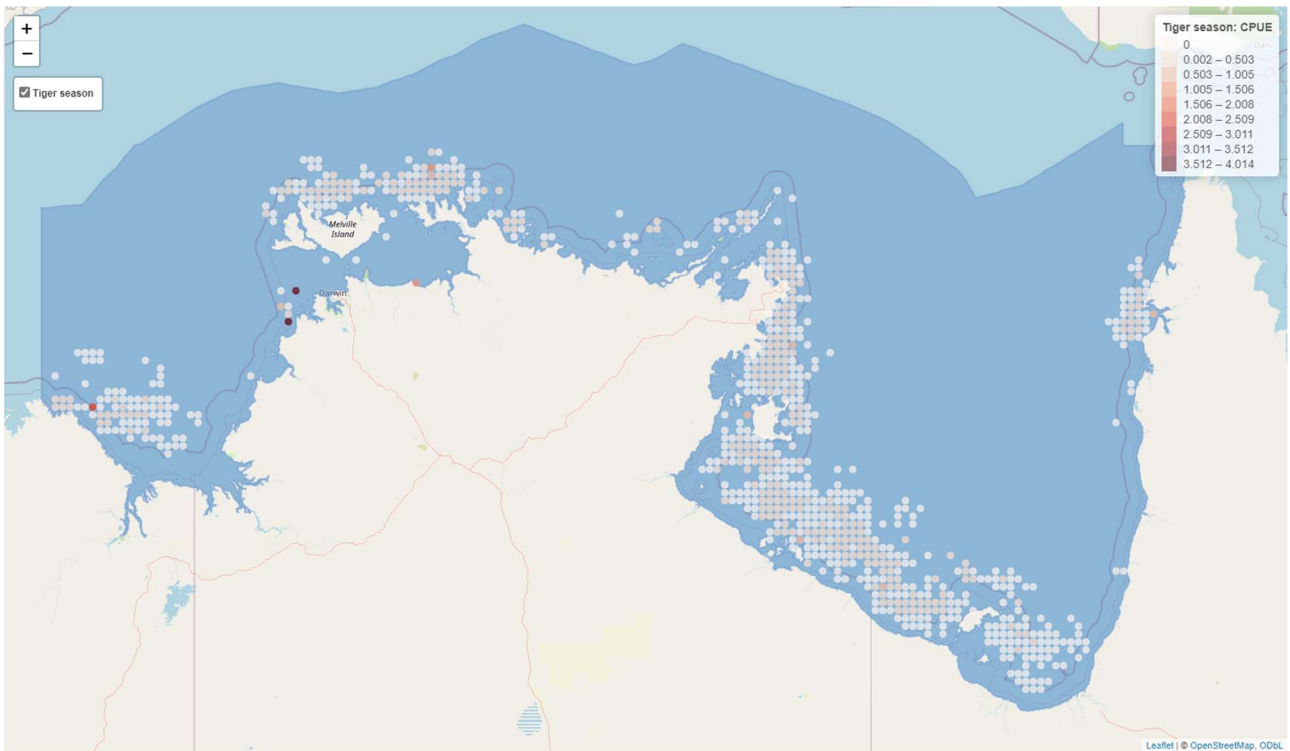 +
−
Tiger season
Tiger season: CPUE
0
0.002 – 0.503
0.503 – 1.005
1.005 – 1.506
1.506 – 2.008
2.008 – 2.509
2.509 – 3.011
3.011 – 3.512
3.512 – 4.014
Daru
Melville
Island
Darwin
Leaflet | © OpenStreetMap, ODbL